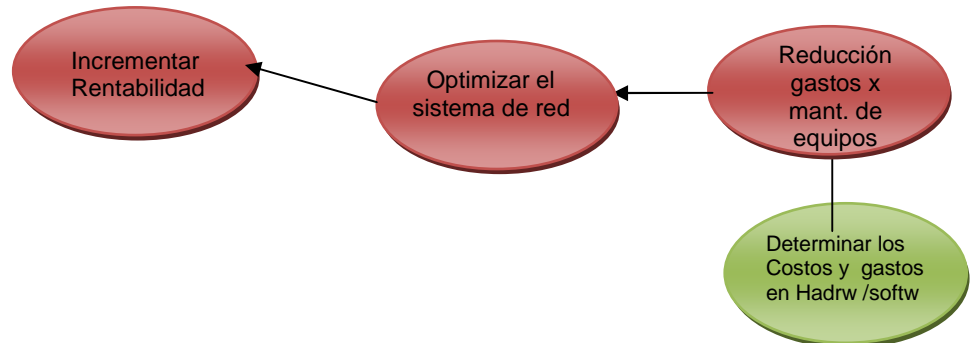 Incrementar
Rentabilidad
Optimizar el
sistema de red
Reducción
gastos x
mant. de
equipos
Determinar los
Costos y gastos
en Hadrw /softw